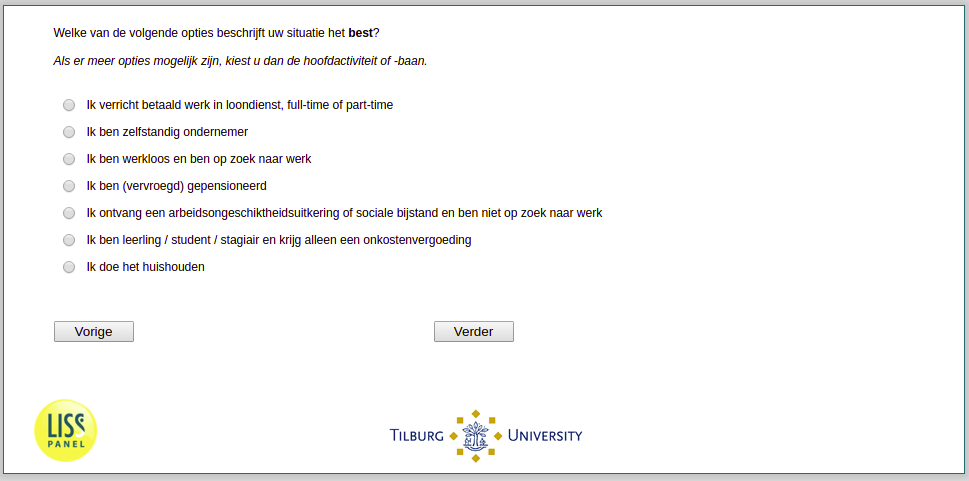 Welke van de volgende opties beschrijft uw situatie het best?
Als er meer opties mogelijk zijn, kiest u dan de hoofdactiviteit of -baan.
Ik verricht betaald werk in loondienst, full-time of part-time
Ik ben zelfstandig ondernemer
Ik ben werkloos en ben op zoek naar werk
Ik ben (vervroegd) gepensioneerd
Ik ontvang een arbeidsongeschiktheidsuitkering of sociale bijstand en ben niet op zoek naar werk
Ik ben leerling / student / stagiair en krijg alleen een onkostenvergoeding
Ik doe het huishouden
Vorige
Verder
LISS
PANEL
TILBURG UNIVERSITY